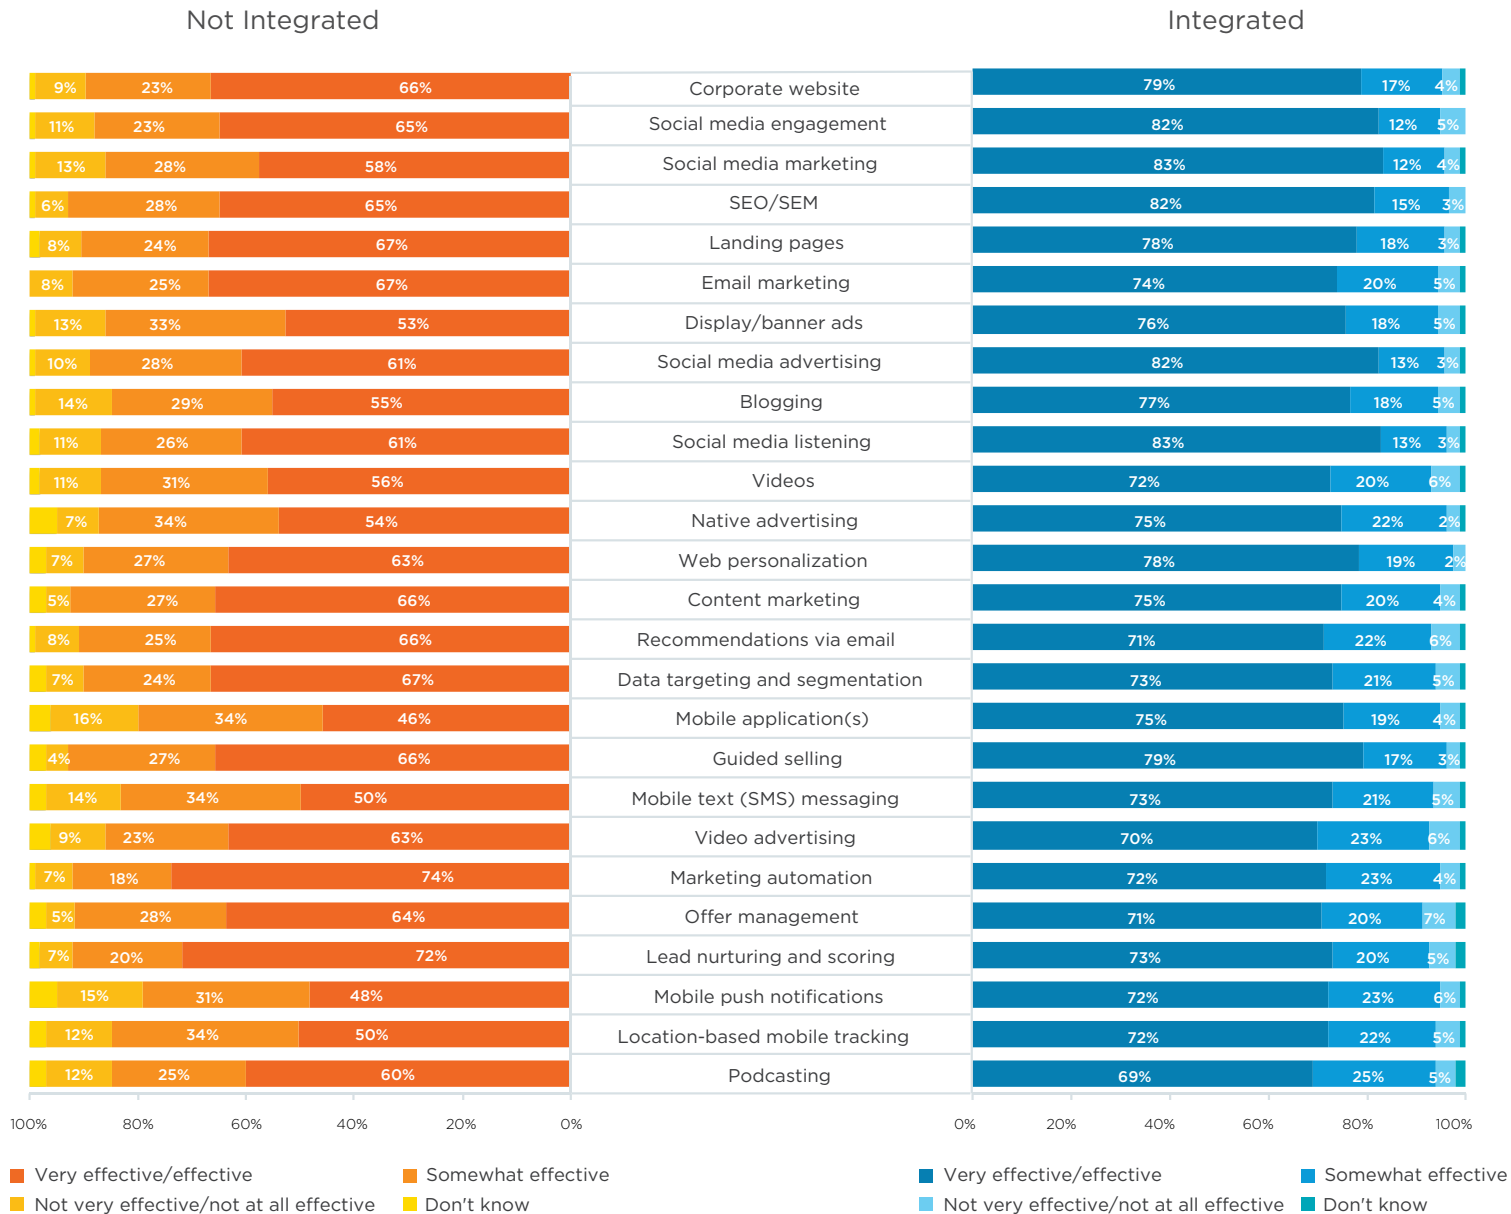 Not Integrated Integrated
9% 23% 66% Corporate website 79% 17% 4%
11% 23% 65% Social media engagement 82% 12% 5%
13% 28% 58% Social media marketing 83% 12% 4%
6% 28% 65% SEO/SEM 82% 15% 3%
8% 24% 67% Landing pages 78% 18% 3%
8% 25% 67% Email marketing 74% 20% 5%
13% 33% 53% Display/banner ads 76% 18% 5%
10% 28% 61% Social media advertising 82% 13% 3%
14% 29% 55% Blogging 77% 18% 5%
11% 26% 61% Social media listening 83% 13% 3%
11% 31% 56% Videos 72% 20% 6%
7% 34% 54% Native advertising 75% 22% 2%
7% 27% 63% Web personalization 78% 19% 2%
5% 27% 66% Content marketing 75% 20% 4%
8% 25% 66% Recommendations via email 71% 22% 6%
7% 24% 67% Data targeting and segmentation 73% 21% 5%
16% 34% 46% Mobile application(s) 75% 19% 4%
4% 27% 66% Guided selling 79% 17% 3%
14% 34% 50% Mobile text (SMS) messaging 73% 21% 5%
9% 23% 63% Video advertising 70% 23% 6%
7% 18% 74% Marketing automation 72% 23% 4%
5% 28% 64% Offer management 71% 20% 7%
7% 20% 72% Lead nurturing and scoring 73% 20% 5%
15% 31% 48% Mobile push notifications 72% 23% 6%
12% 34% 50% Location-based mobile tracking 72% 22% 5%
12% 25% 60% Podcasting 69% 25% 5%
100% 80% 60% 40% 20% 0% 0% 20% 40% 60% 80% 100%
Very effective/effective Somewhat effective Very effective/effective Somewhat effective
Not very effective/not at all effective Don't know Not very effective/not at all effective Don't know